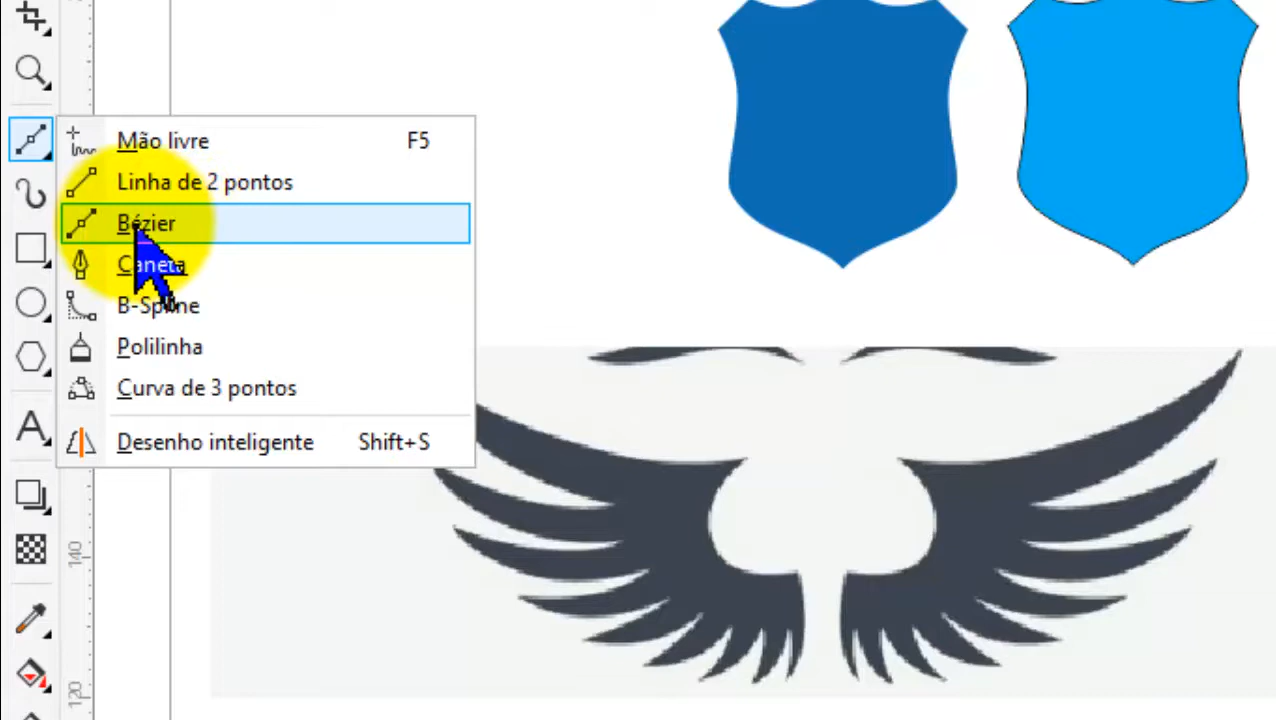 Mão livre F5
Linha de 2 pontos
Bézier
Caneta
B-Spline
Polilinha
Curva de 3 pontos
Desenho inteligente Shift+S
A
140
120